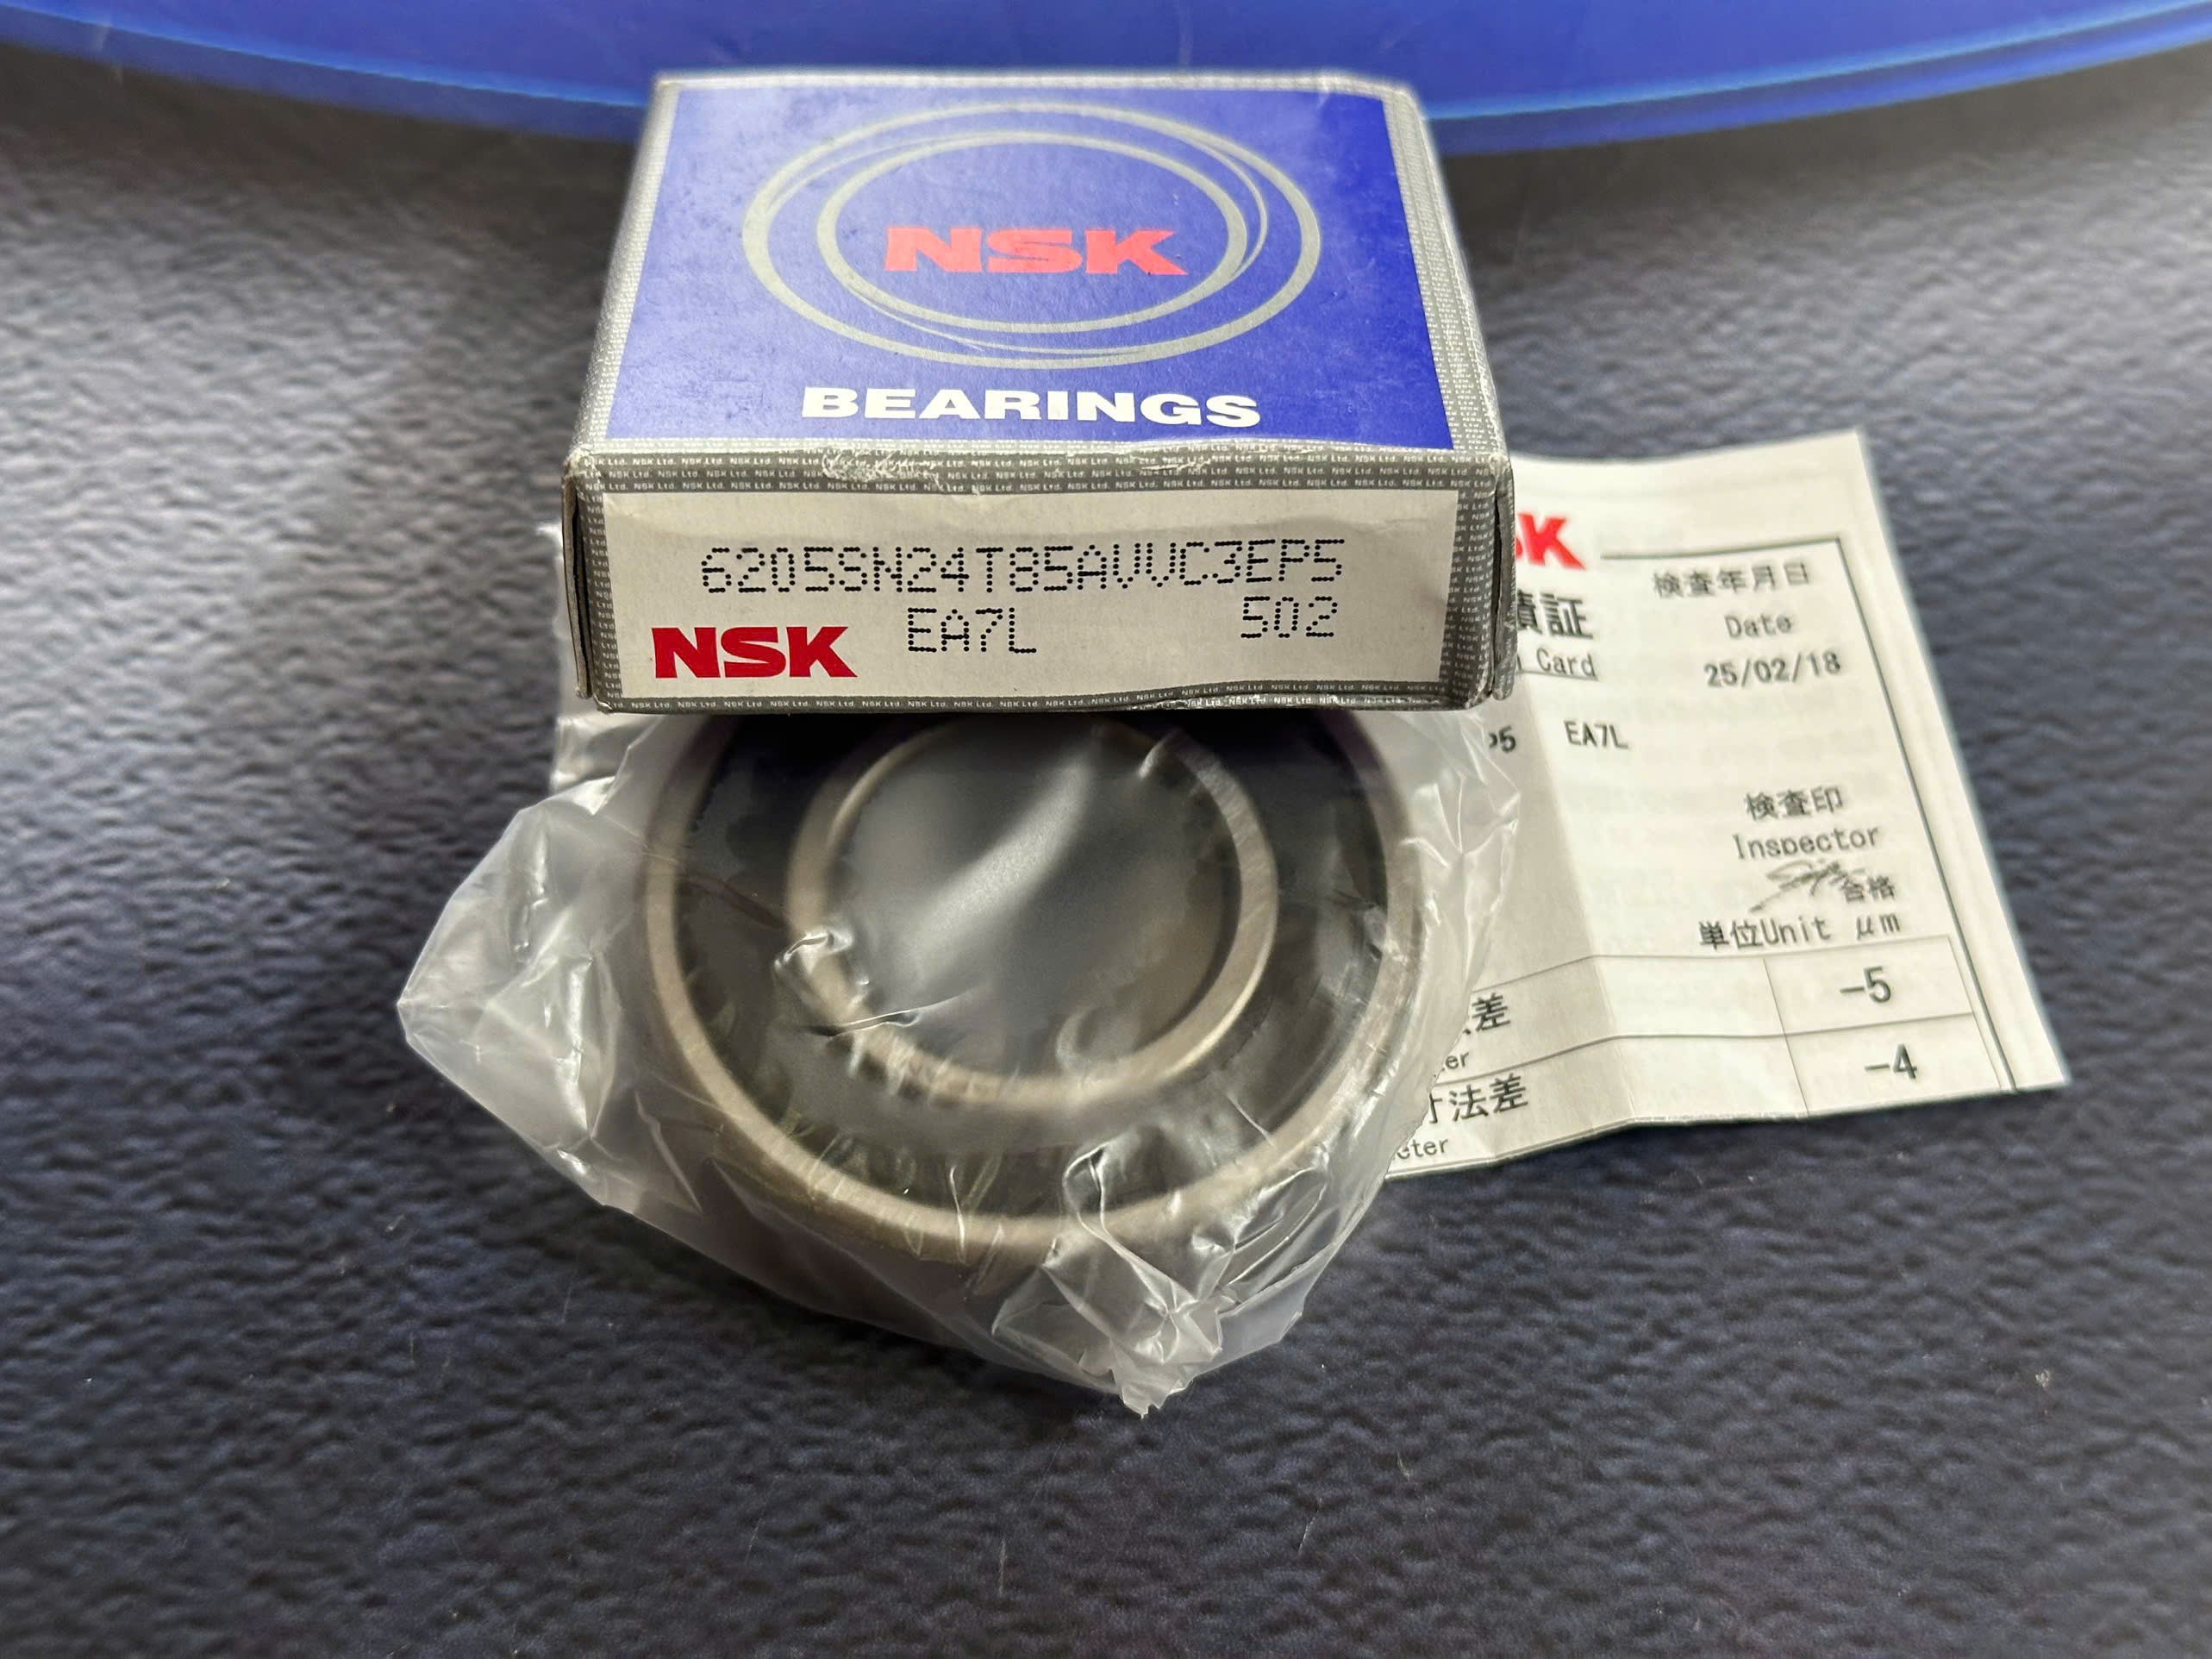 NSK
BEARINGS
6205SN24T85AVVC3EP5
NSK EA7L 502
SK
検査年月日
績証
Date
Card
25/02/18
P5 EA7L
検査印
Inspector
合格
単位Unit μm
差
-5
寸法差
-4